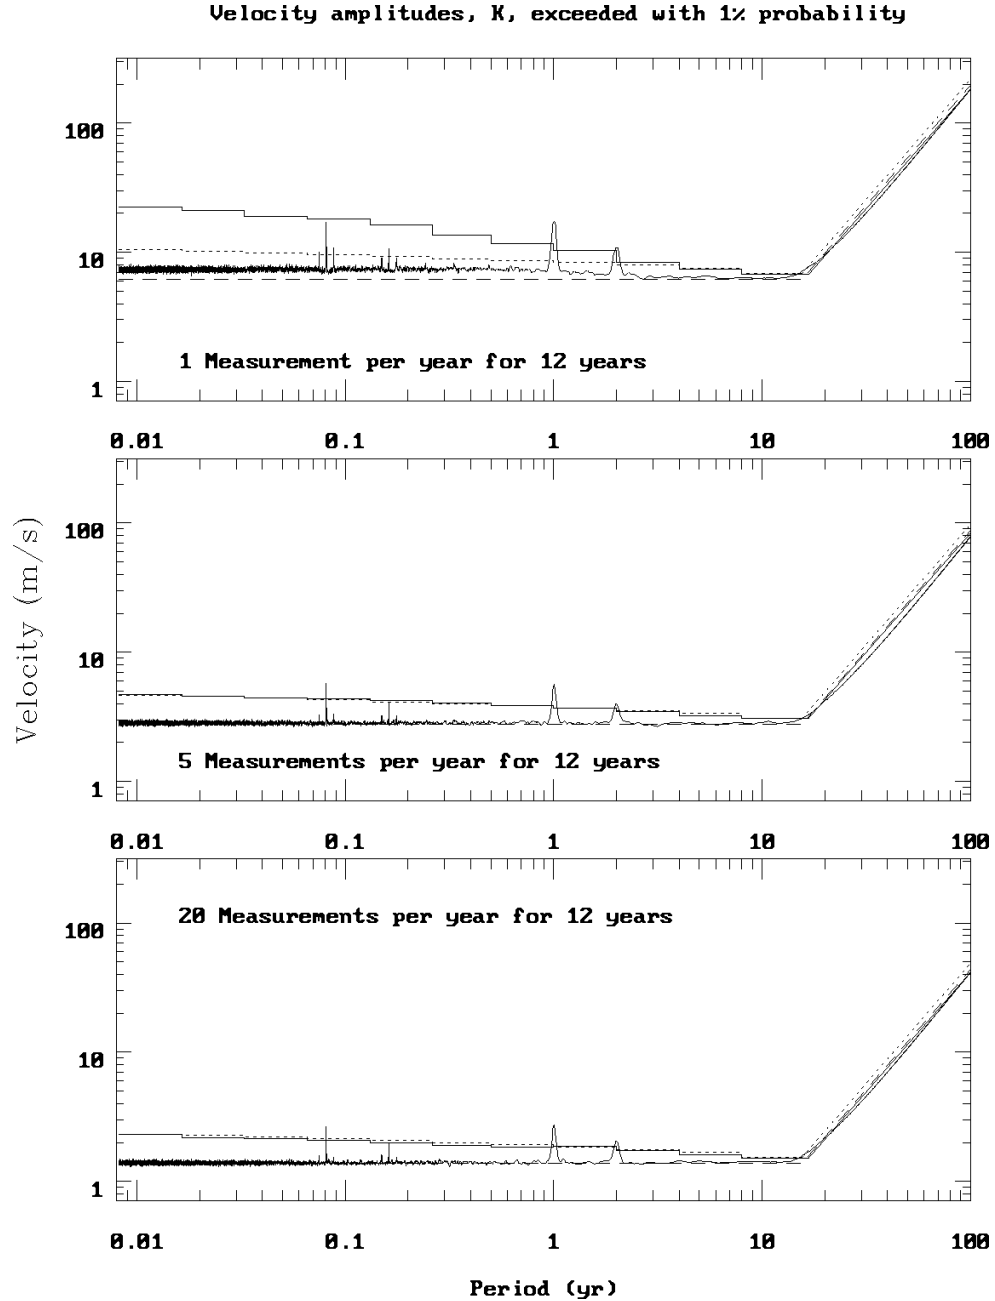 Velocity amplitudes, K, exceeded with 1% probability
100
10
1
1 Measurement per year for 12 years
0.01 0.1 1 10 100
Velocity (m/s)
100
10
1
5 Measurements per year for 12 years
0.01 0.1 1 10 100
20 Measurements per year for 12 years
100
10
1
0.01 0.1 1 10 100
Period (yr)